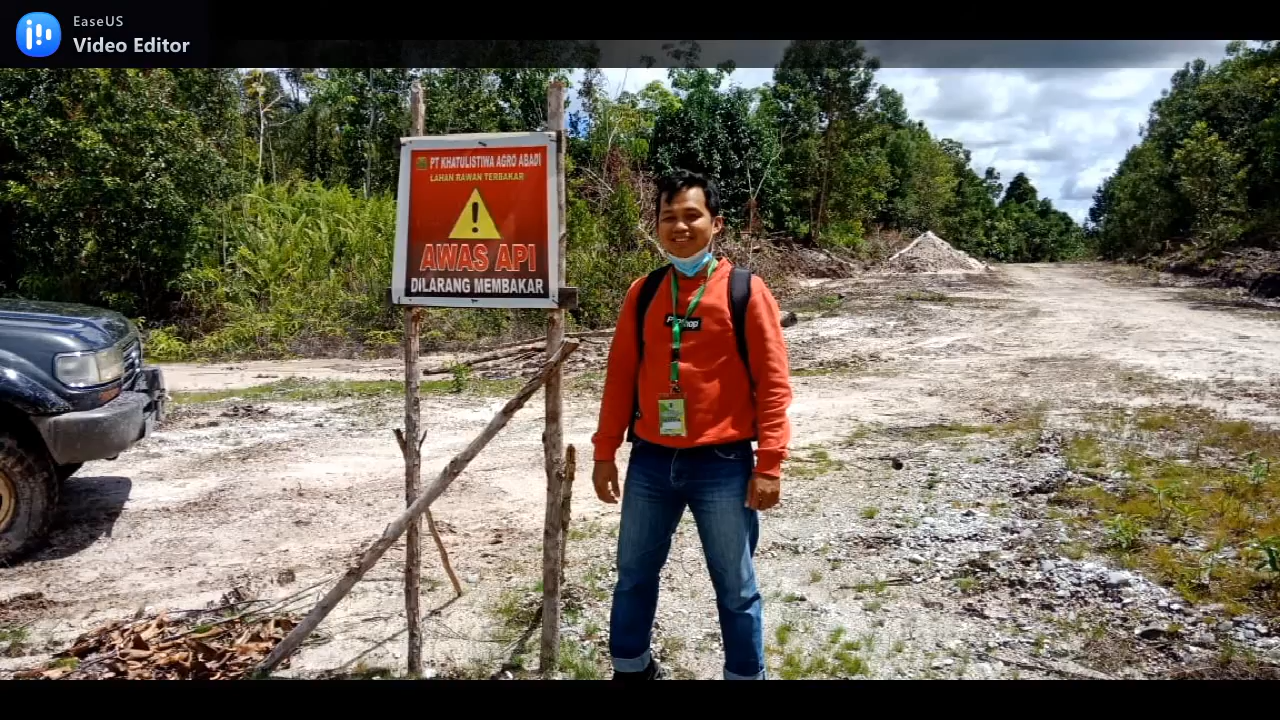 EaseUS
Video Editor
PT KHATULISTIWA AGRO ABADI
LAHAN RAWAN TERBAKAR
!
AWAS API
DILARANG MEMBAKAR